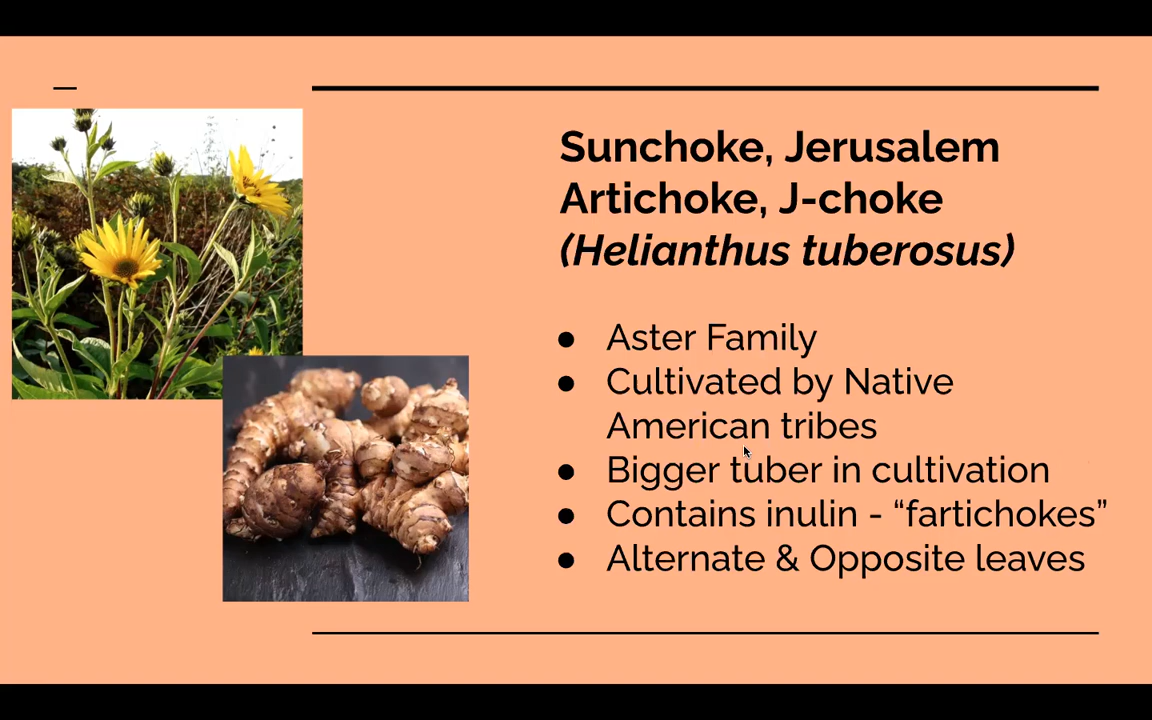 Sunchoke, Jerusalem
Artichoke, J-choke
(Helianthus tuberosus)
● Aster Family
● Cultivated by Native
American tribes
● Bigger tuber in cultivation
● Contains inulin - “fartichokes”
● Alternate & Opposite leaves